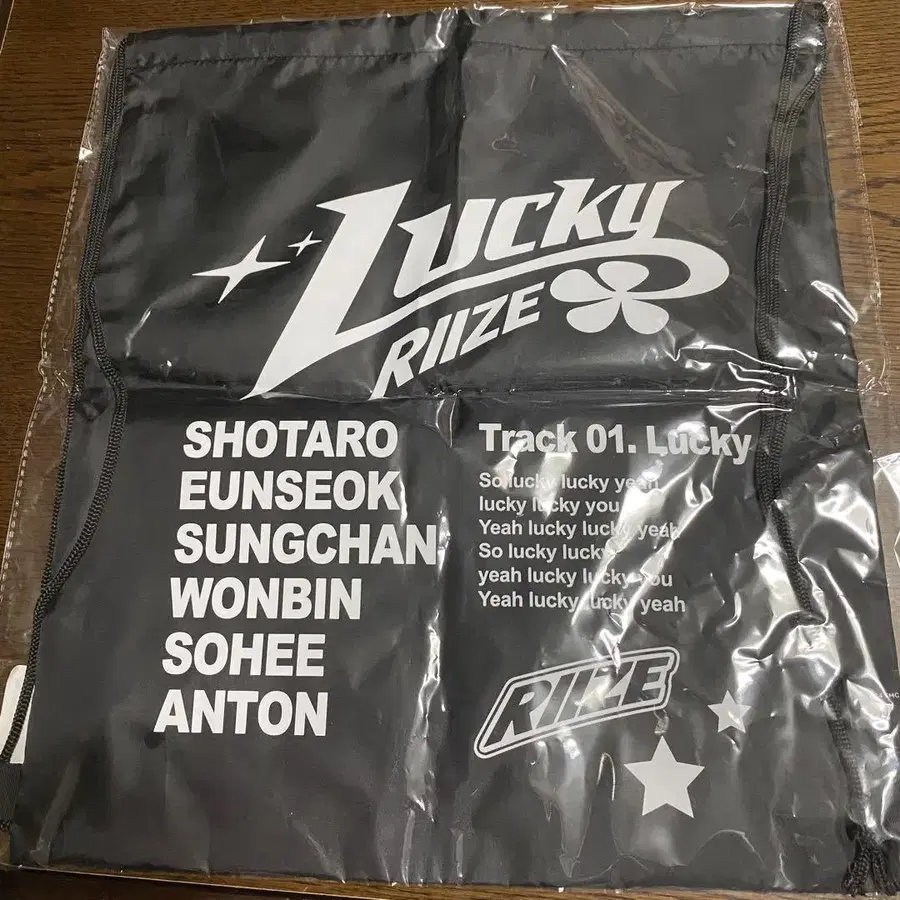 Lucky
RIIZE
SHOTARO
EUNSEOK
SUNGCHAN
WONBIN
SOHEE
ANTON
Track 01. Lucky
So lucky lucky yeah
lucky lucky you
Yeah lucky lucky yeah
So lucky lucky
yeah lucky lucky you
Yeah lucky lucky yeah
RIIZE